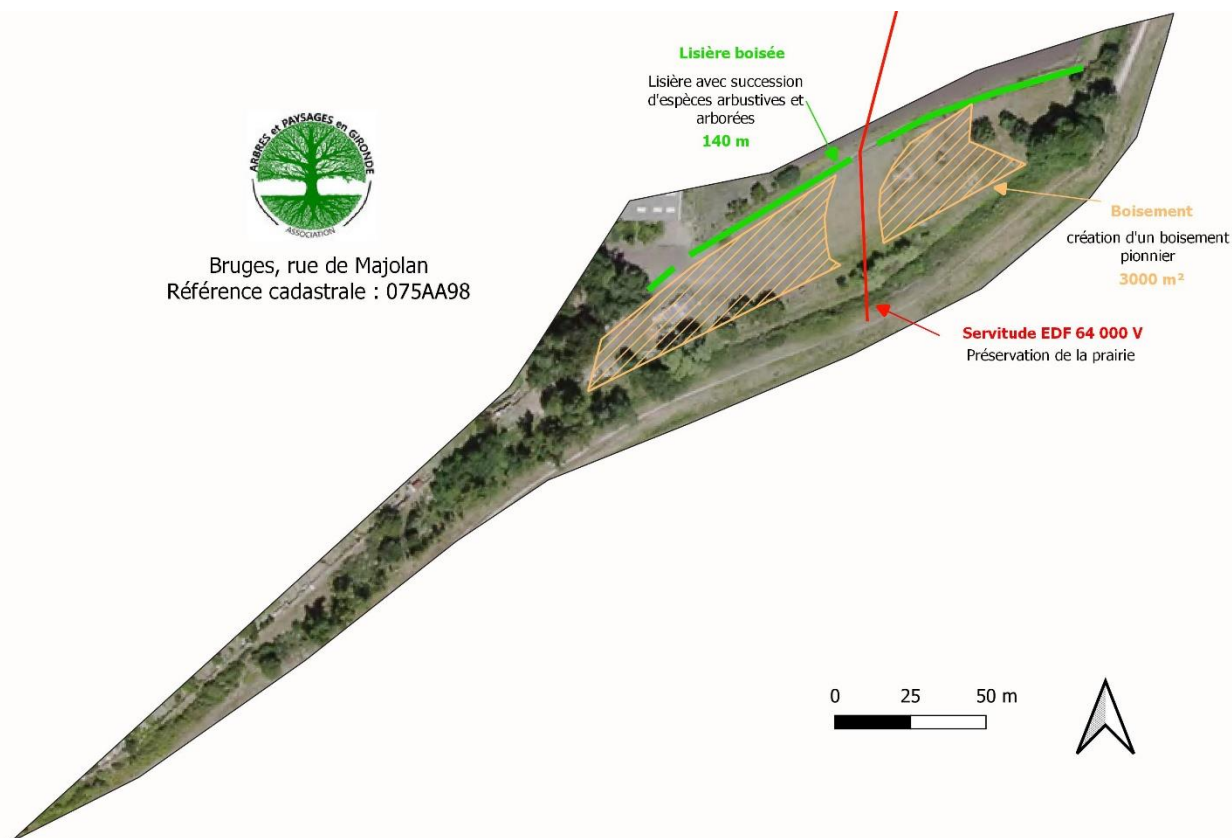 ARBRES et PAYSAGES en GIRONDE
ASSOCIATION
Bruges, rue de Majolan
Référence cadastrale : 075AA98
Lisière boisée
Lisière avec succession
d'espèces arbustives et
arborées
140 m
Boisement
création d'un boisement
pionnier
3000 m²
Servitude EDF 64 000 V
Préservation de la prairie
0 25 50 m